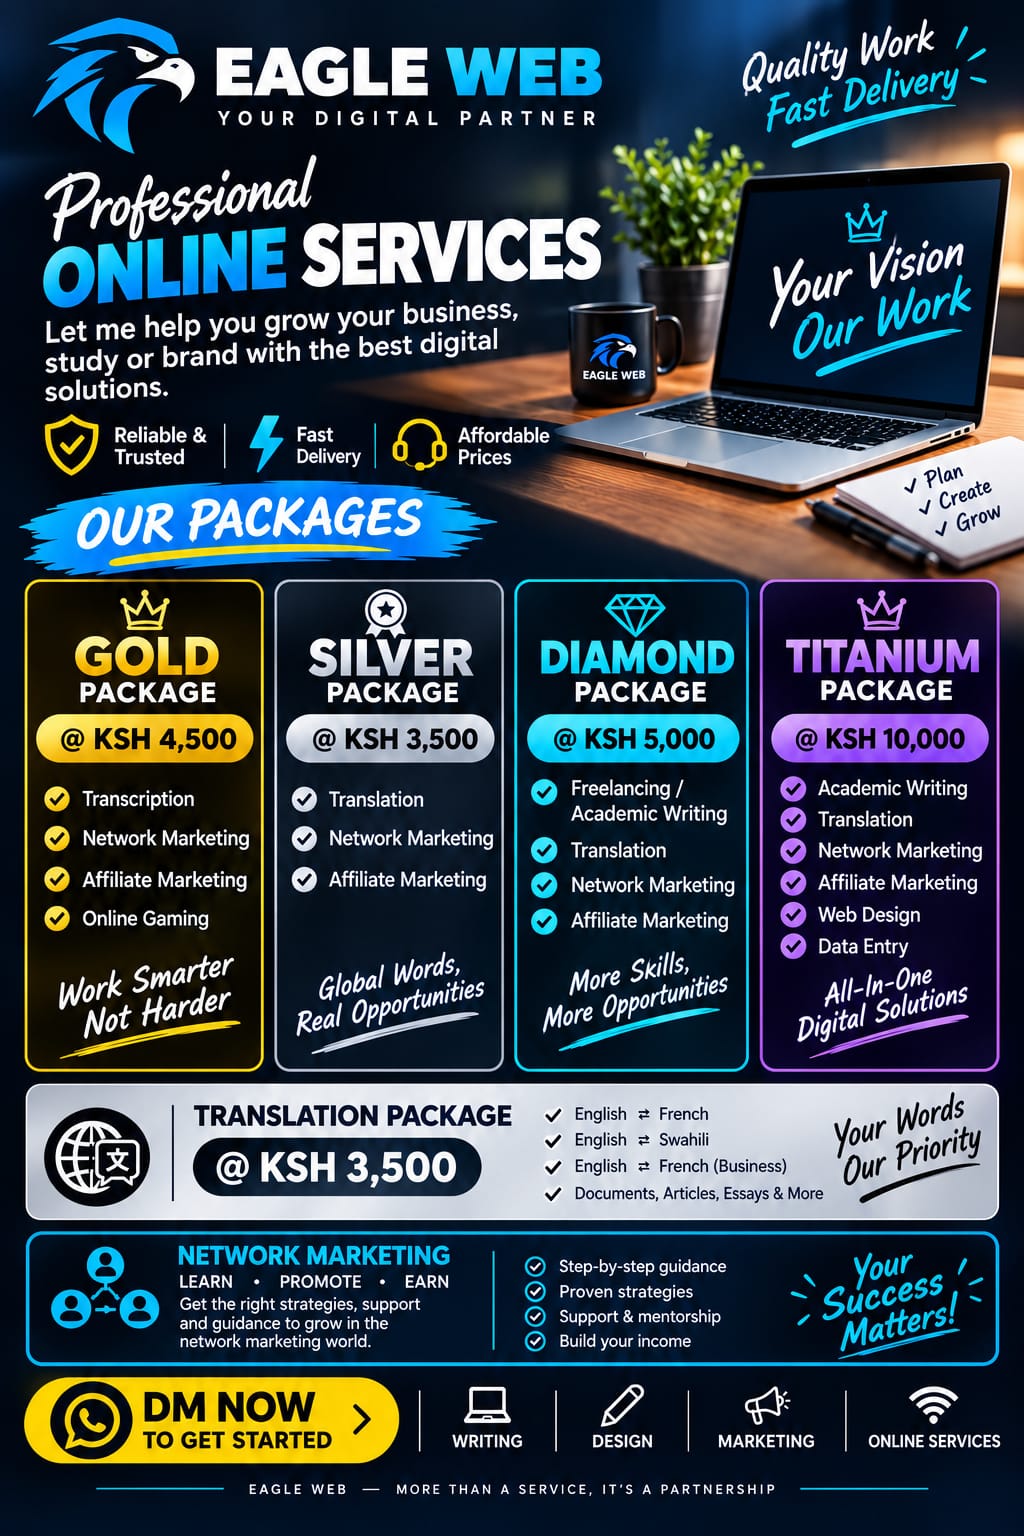 EAGLE WEB
YOUR DIGITAL PARTNER
Quality Work
Fast Delivery
Professional
ONLINE SERVICES
Let me help you grow your business,
study or brand with the best digital
solutions.
Your Vision
Our Work
EAGLE WEB
Reliable &
Trusted
Fast
Delivery
Affordable
Prices
✓ Plan
✓ Create
✓ Grow
OUR PACKAGES
GOLD
PACKAGE
@ KSH 4,500
Transcription
Network Marketing
Affiliate Marketing
Online Gaming
Work Smarter
Not Harder
SILVER
PACKAGE
@ KSH 3,500
Translation
Network Marketing
Affiliate Marketing
Global Words,
Real Opportunities
DIAMOND
PACKAGE
@ KSH 5,000
Freelancing /
Academic Writing
Translation
Network Marketing
Affiliate Marketing
More Skills,
More Opportunities
TITANIUM
PACKAGE
@ KSH 10,000
Academic Writing
Translation
Network Marketing
Affiliate Marketing
Web Design
Data Entry
All-In-One
Digital Solutions
文
TRANSLATION PACKAGE
@ KSH 3,500
✓ English ⇄ French
✓ English ⇄ Swahili
✓ English ⇄ French (Business)
✓ Documents, Articles, Essays & More
Your Words
Our Priority
NETWORK MARKETING
LEARN • PROMOTE • EARN
Get the right strategies, support
and guidance to grow in the
network marketing world.
Step-by-step guidance
Proven strategies
Support & mentorship
Build your income
Your
Success
Matters!
DM NOW
TO GET STARTED
WRITING
DESIGN
MARKETING
ONLINE SERVICES
EAGLE WEB — MORE THAN A SERVICE, IT'S A PARTNERSHIP